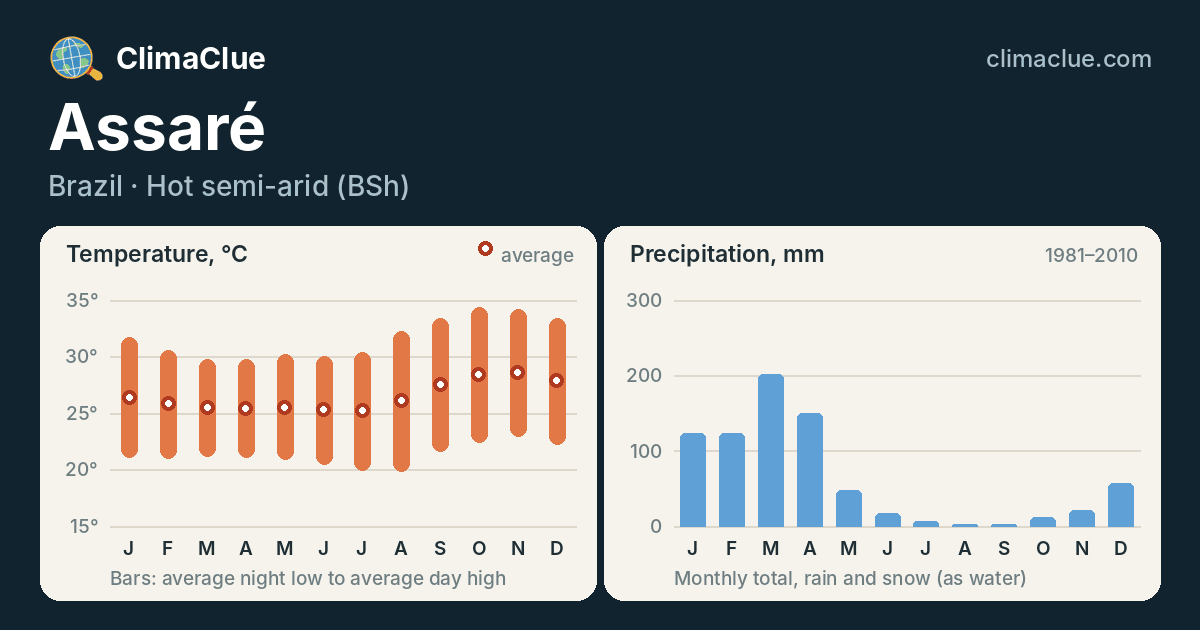 ClimaClue
climaclue.com
Assaré
Brazil · Hot semi-arid (BSh)
Temperature, °C
average
35°
30°
25°
20°
15°
J F M A M J J A S O N D
Bars: average night low to average day high
Precipitation, mm
1981–2010
300
200
100
0
J F M A M J J A S O N D
Monthly total, rain and snow (as water)